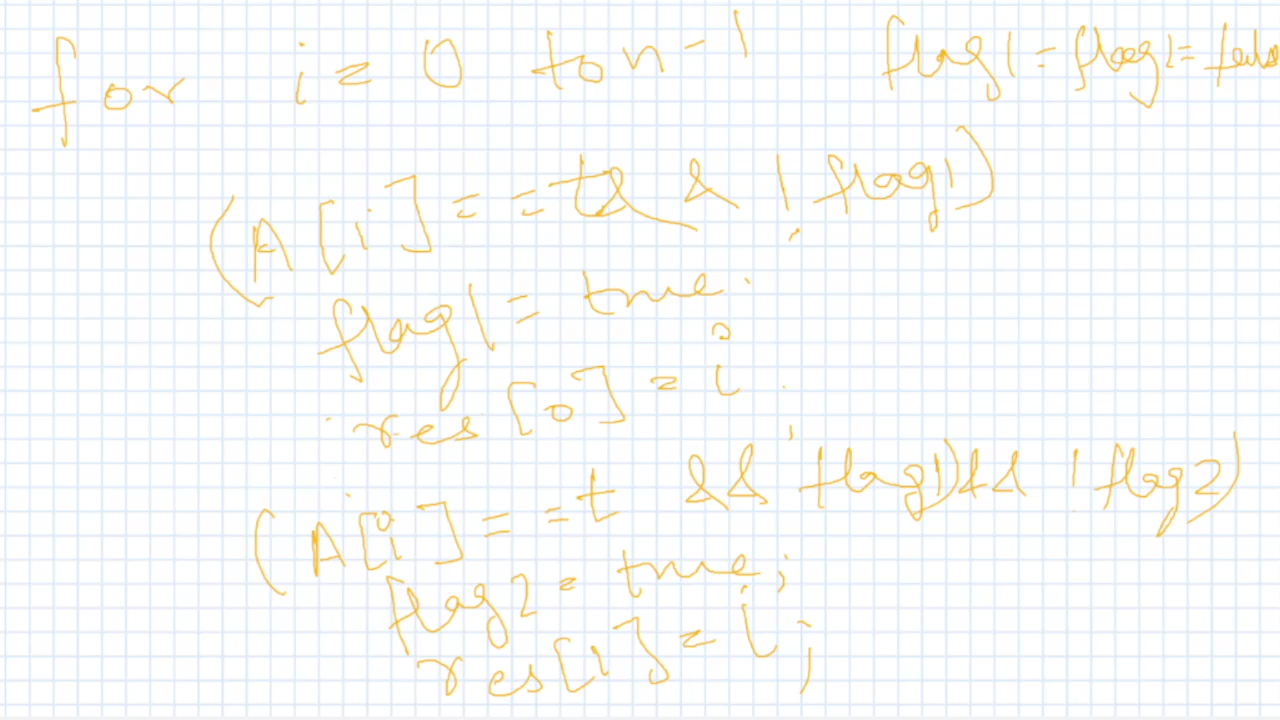 for i = 0 to n-1 flag1 = flag2 = false
(A[i] == t && !flag1)
flag1 = true;
res[0] = i;
(A[i] == t && flag1) && !flag2)
flag2 = true;
res[1] = i;